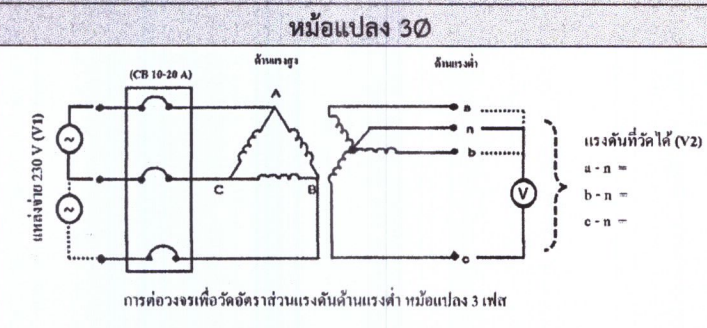 หม้อแปลง 3Ø
ด้านแรงสูง
ด้านแรงต่ำ
(CB 10-20 A)
A
a
n
b
แหล่งจ่าย 230 V (V1)
~
~
C
B
V
c
แรงดันที่วัดได้ (V2)
a - n =
b - n =
c - n =
การต่อวงจรเพื่อวัดอัตราส่วนแรงดันด้านแรงต่ำ หม้อแปลง 3 เฟส